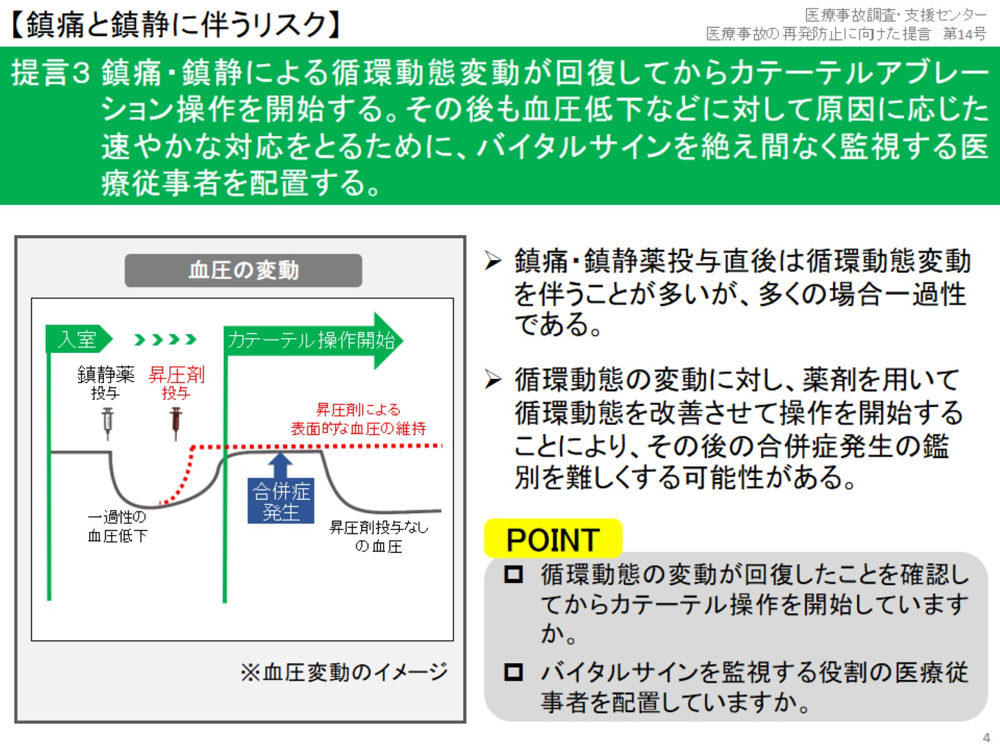 【鎮痛と鎮静に伴うリスク】
医療事故調査・支援センター
医療事故の再発防止に向けた提言　第14号
提言３ 鎮痛・鎮静による循環動態変動が回復してからカテーテルアブレー
ション操作を開始する。その後も血圧低下などに対して原因に応じた
速やかな対応をとるために、バイタルサインを絶え間なく監視する医
療従事者を配置する。
血圧の変動
入室
カテーテル操作開始
鎮静薬
投与
昇圧剤
投与
昇圧剤による
表面的な血圧の維持
合併症
発生
一過性の
血圧低下
昇圧剤投与なし
の血圧
※血圧変動のイメージ
➢ 鎮痛・鎮静薬投与直後は循環動態変動
を伴うことが多いが、多くの場合一過性
である。
➢ 循環動態の変動に対し、薬剤を用いて
循環動態を改善させて操作を開始する
ことにより、その後の合併症発生の鑑
別を難しくする可能性がある。
POINT
□ 循環動態の変動が回復したことを確認し
てからカテーテル操作を開始しています
か。
□ バイタルサインを監視する役割の医療従
事者を配置していますか。
4